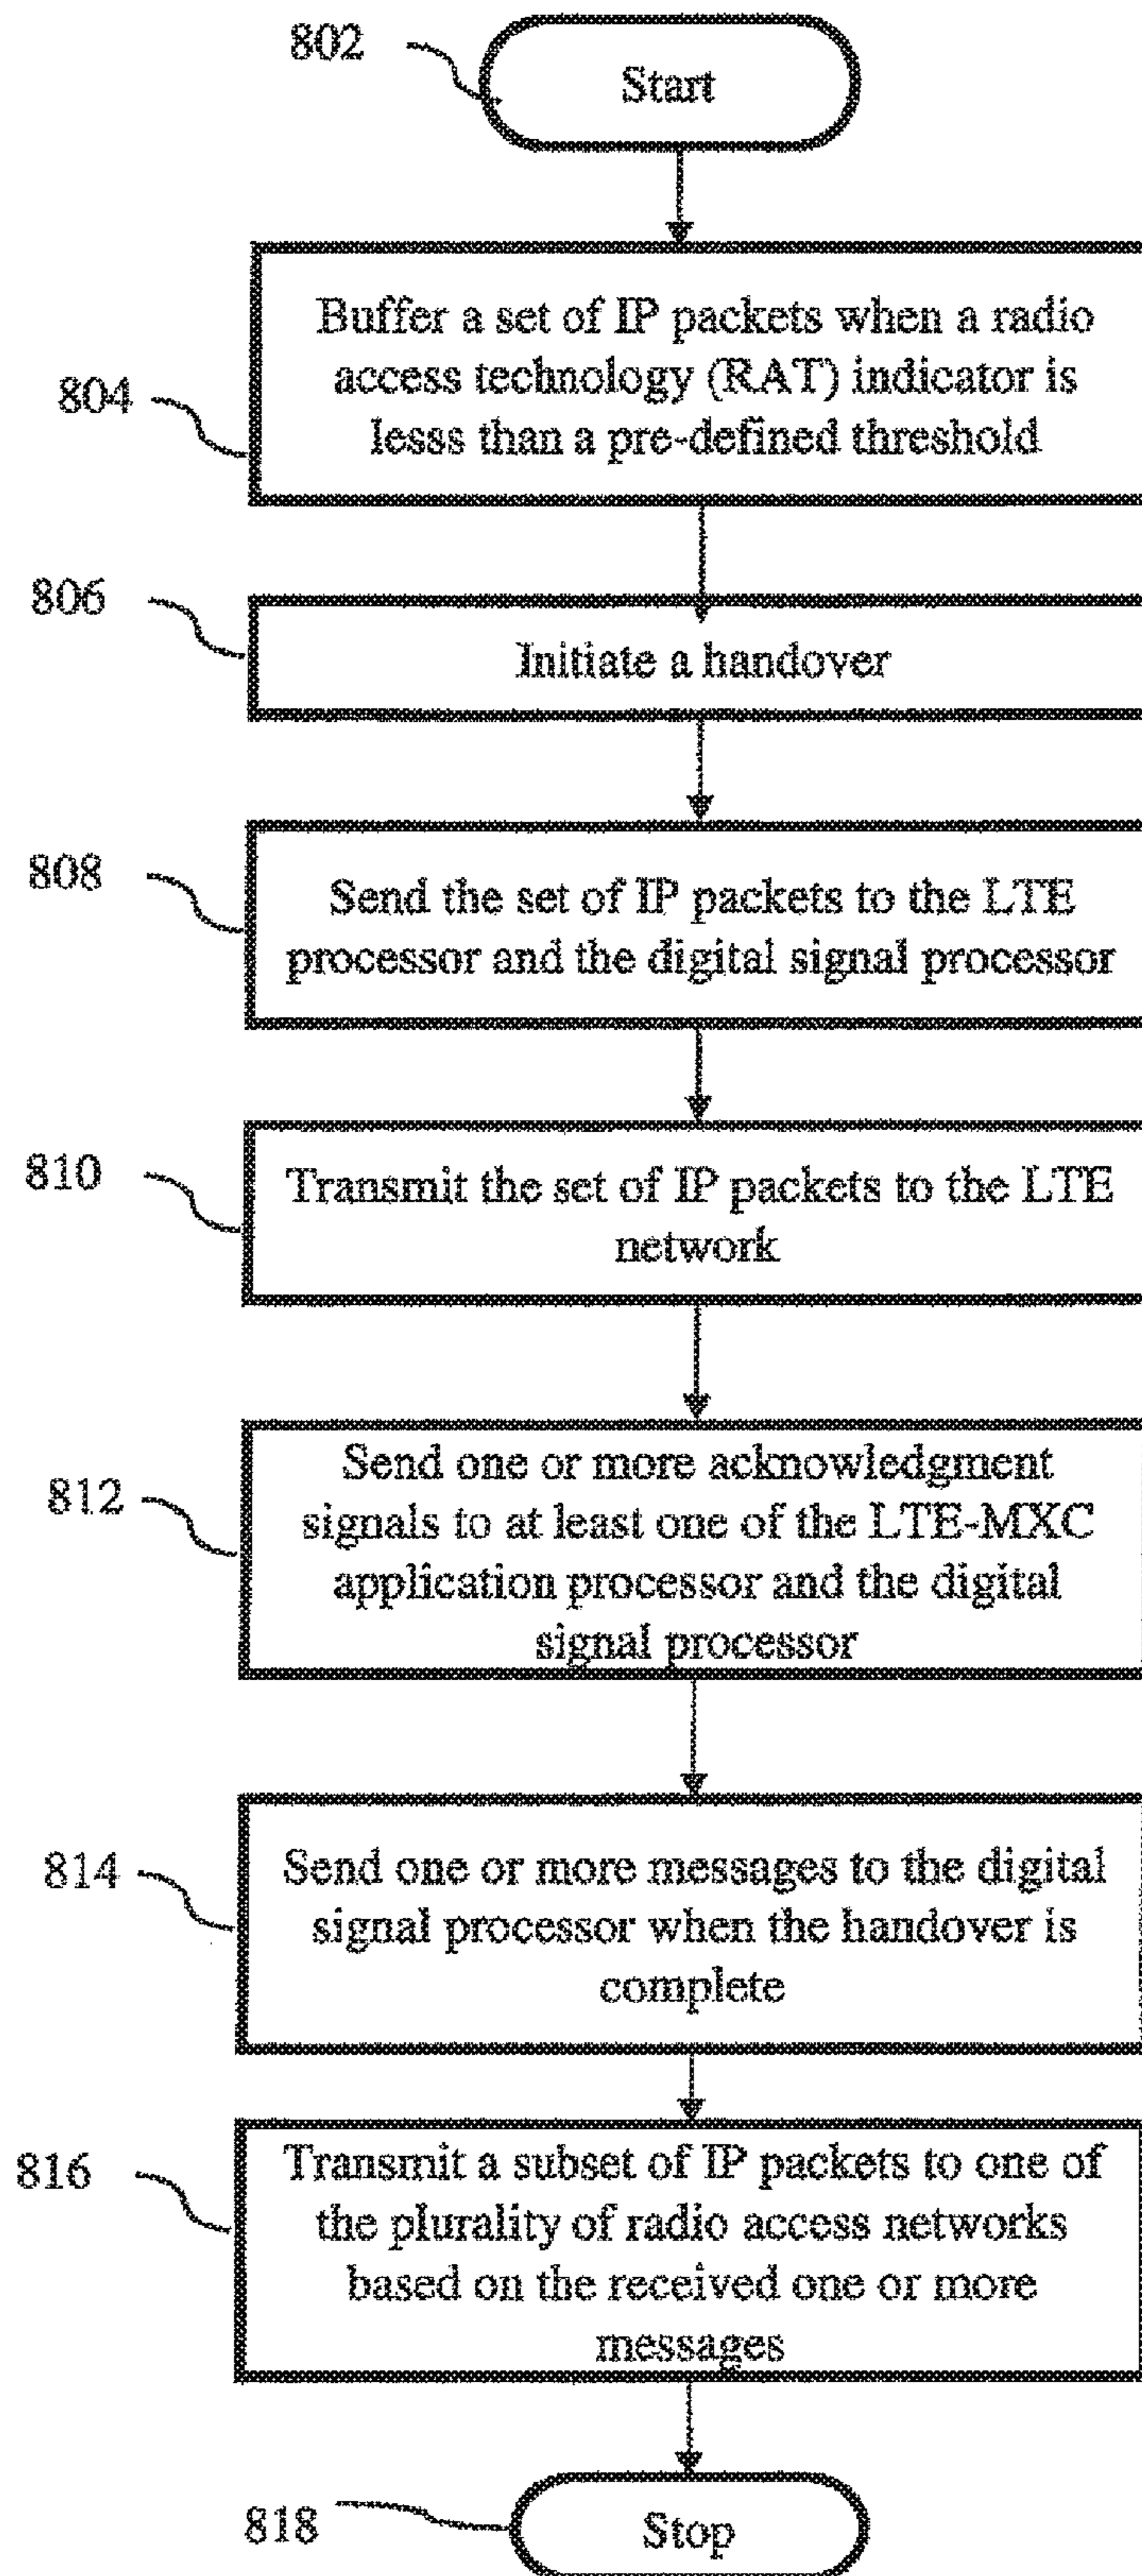 802
Start
804
Buffer a set of IP packets when a radio
access technology (RAT) indicator is
lesss than a pre-defined threshold
806
Initiate a handover
808
Send the set of IP packets to the LTE
processor and the digital signal processor
810
Transmit the set of IP packets to the LTE
network
812
Send one or more acknowledgment
signals to at least one of the LTE-MXC
application processor and the digital
signal processor
814
Send one or more messages to the digital
signal processor when the handover is
complete
816
Transmit a subset of IP packets to one of
the plurality of radio access networks
based on the received one or more
messages
818
Stop